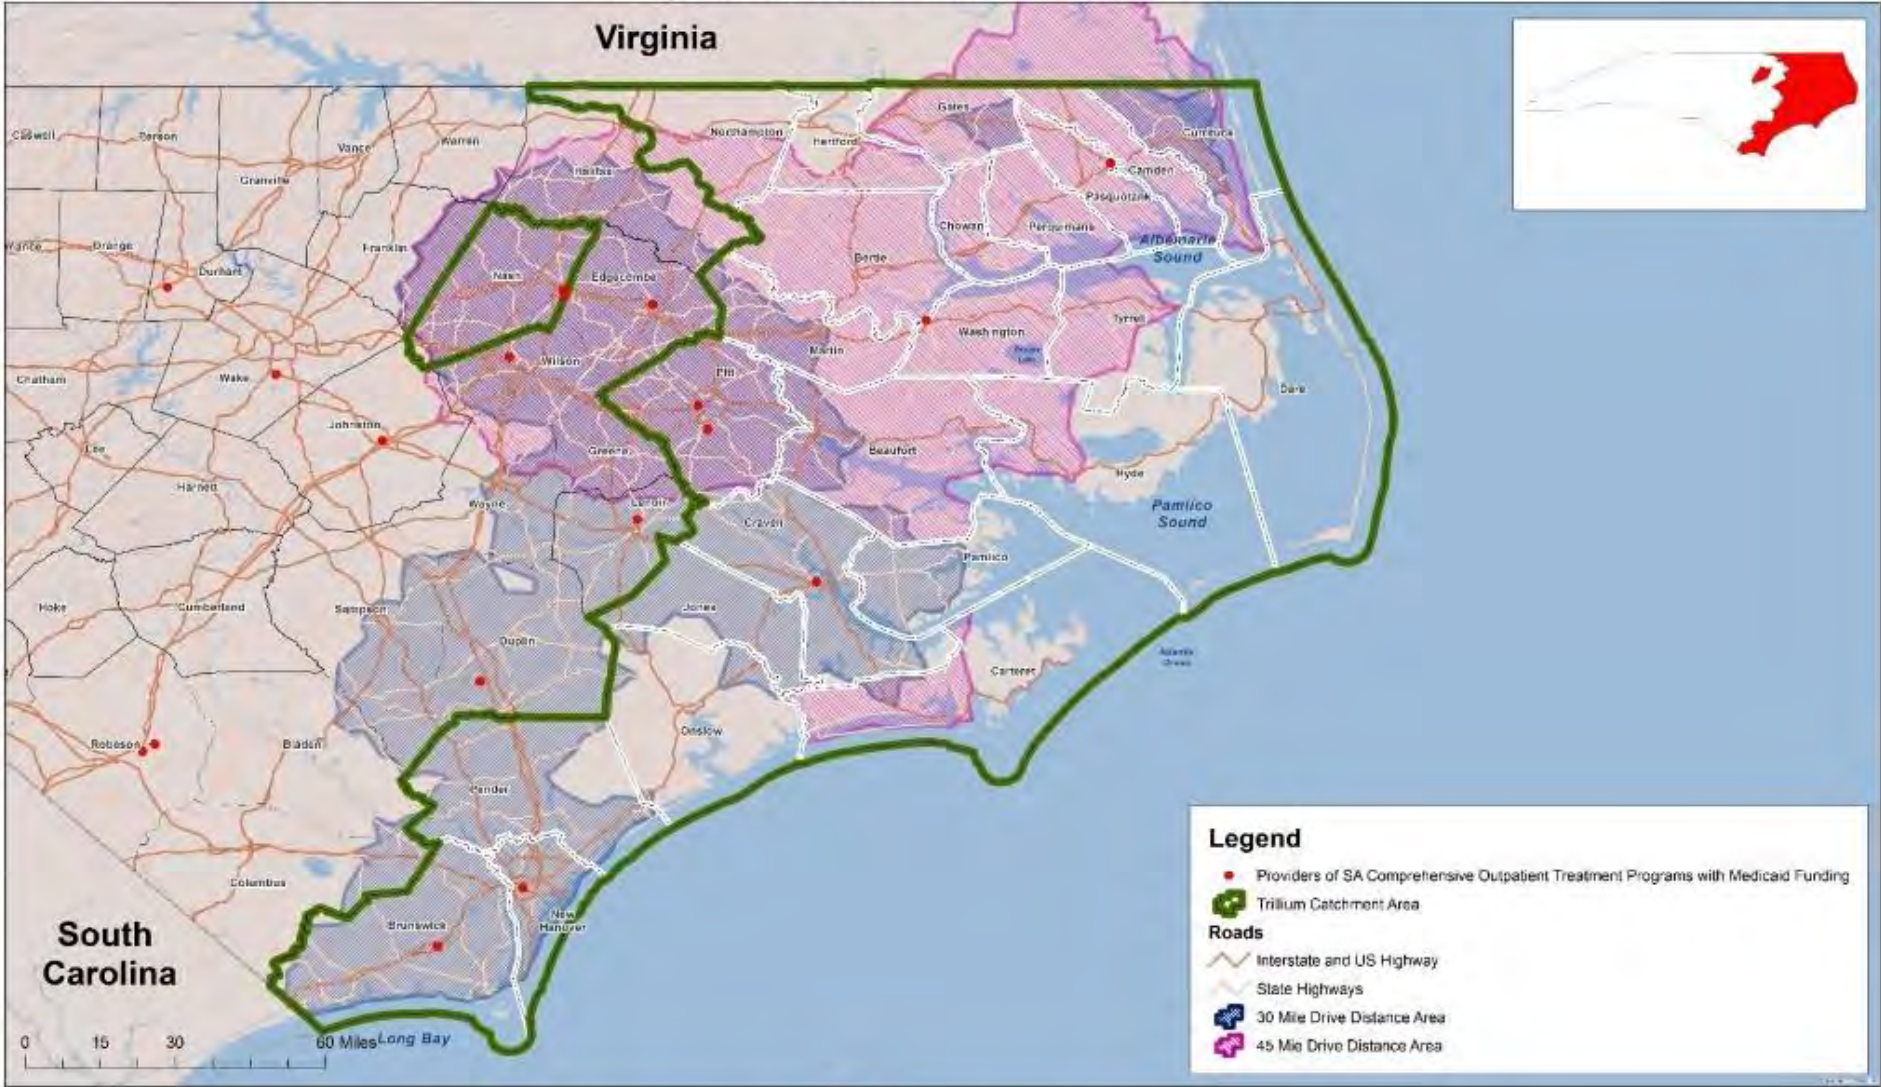 Virginia
Gates
Currituck
Caswell
Person
Vance
Warren
Northampton
Hertford
Camden
Granville
Halifax
Pasquotank
Chowan
Perquimans
Orange
Franklin
Albemarle
Sound
Durham
Nash
Edgecombe
Bertie
Tyrrell
Washington
Martin
Wilson
Pitt
Chatham
Wake
Dare
Johnston
Lee
Greene
Beaufort
Hyde
Harnett
Wayne
Lenoir
Craven
Pamlico
Sound
Pamlico
Hoke
Cumberland
Sampson
Jones
Duplin
Atlantic
Ocean
Carteret
Robeson
Bladen
Onslow
Pender
Columbus
New
Hanover
Brunswick
South
Carolina
0 15 30 60 Miles
Long Bay
Legend
Providers of SA Comprehensive Outpatient Treatment Programs with Medicaid Funding
Trillium Catchment Area
Roads
Interstate and US Highway
State Highways
30 Mile Drive Distance Area
45 Mie Drive Distance Area